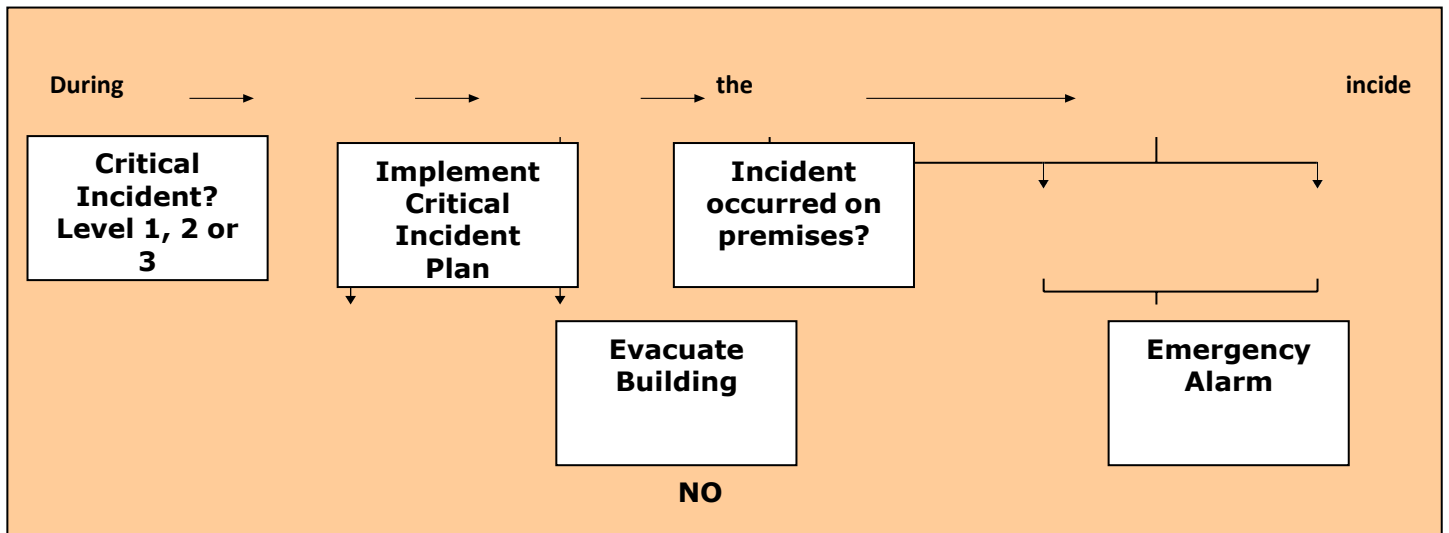 During the incide
Critical
Incident?
Level 1, 2 or
3
Implement
Critical
Incident
Plan
Incident
occurred on
premises?
Evacuate
Building
Emergency
Alarm
NO